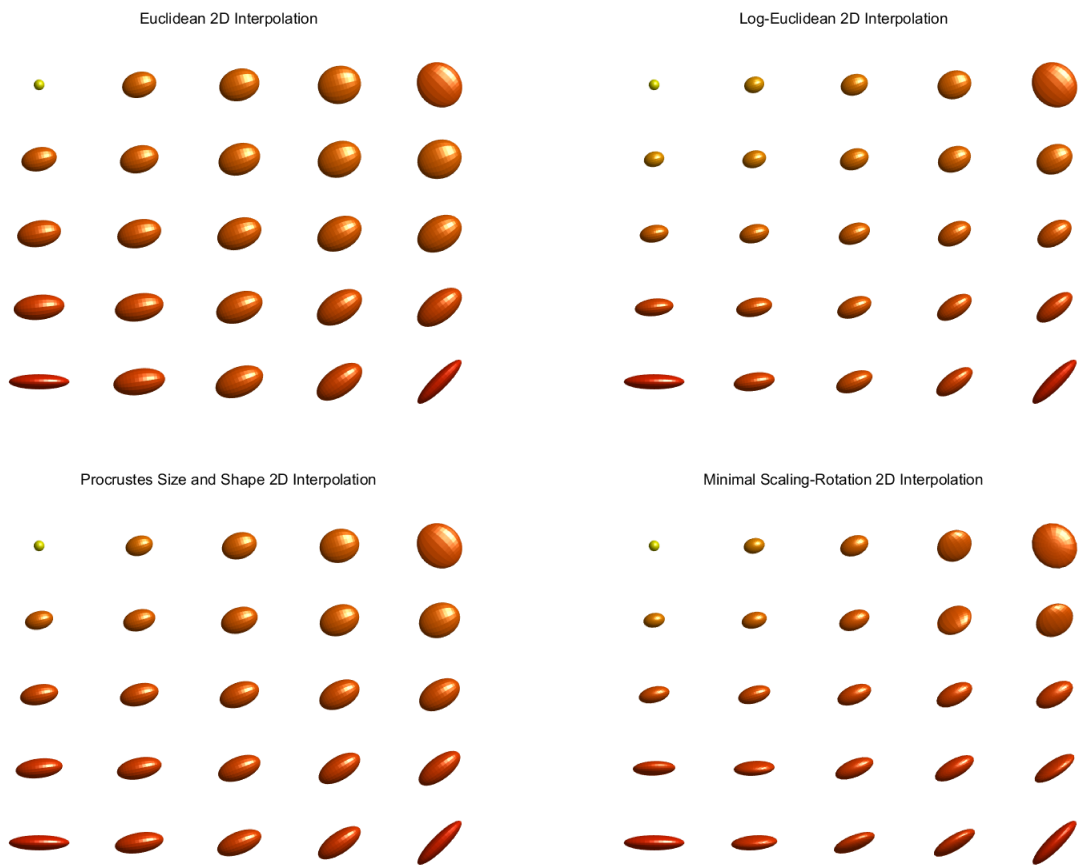 Euclidean 2D Interpolation
Log-Euclidean 2D Interpolation
Procrustes Size and Shape 2D Interpolation
Minimal Scaling-Rotation 2D Interpolation